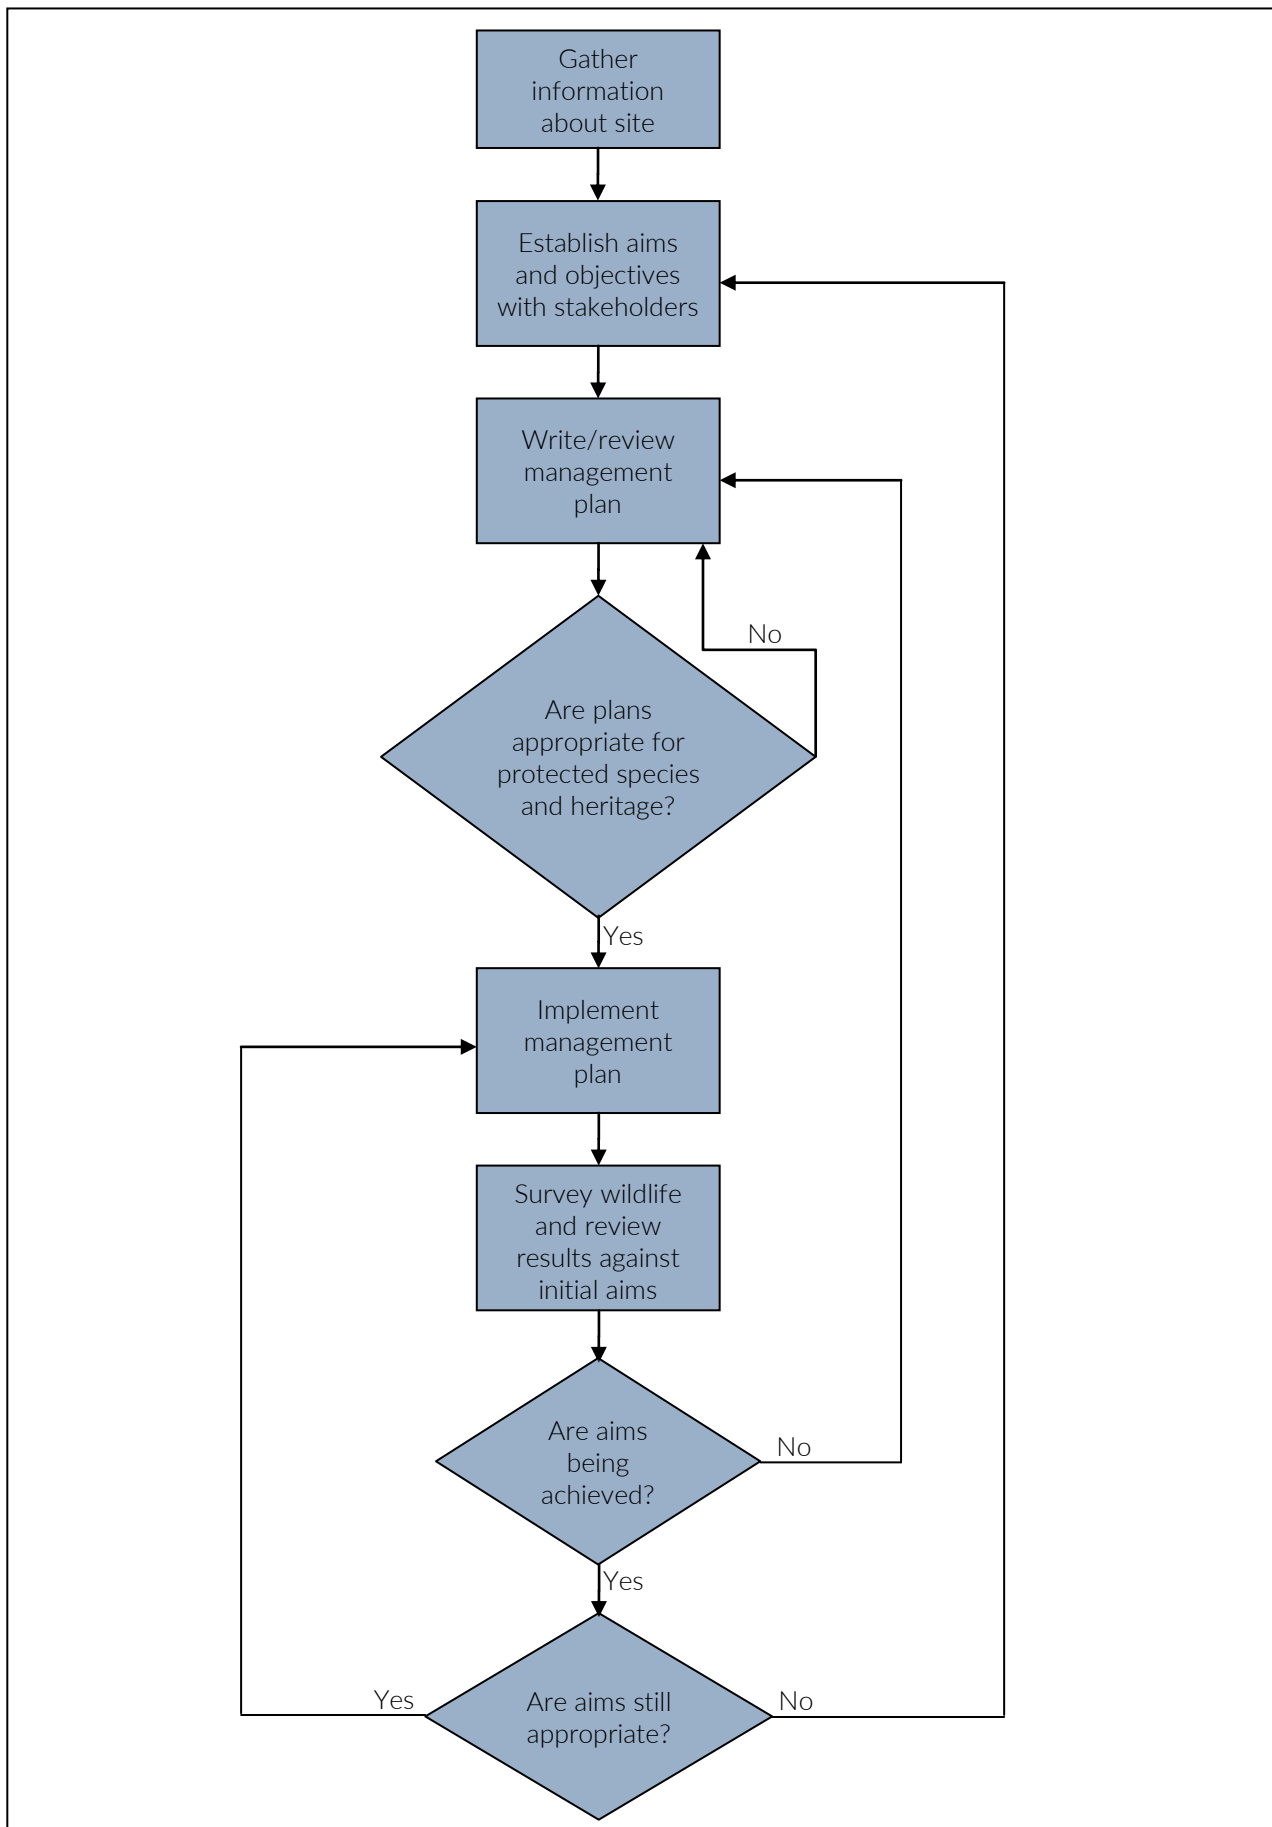 Gather
information
about site
Establish aims
and objectives
with stakeholders
Write/review
management
plan
No
Are plans
appropriate for
protected species
and heritage?
Yes
Implement
management
plan
Survey wildlife
and review
results against
initial aims
Are aims
being
achieved?
No
Yes
Yes
Are aims still
appropriate?
No